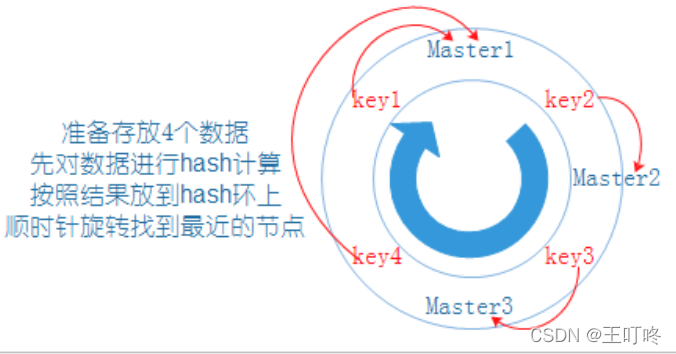 准备存放4个数据
先对数据进行hash计算
按照结果放到hash环上
顺时针旋转找到最近的节点
Master1
key1
key2
Master2
key4
key3
Master3
CSDN @王叮咚